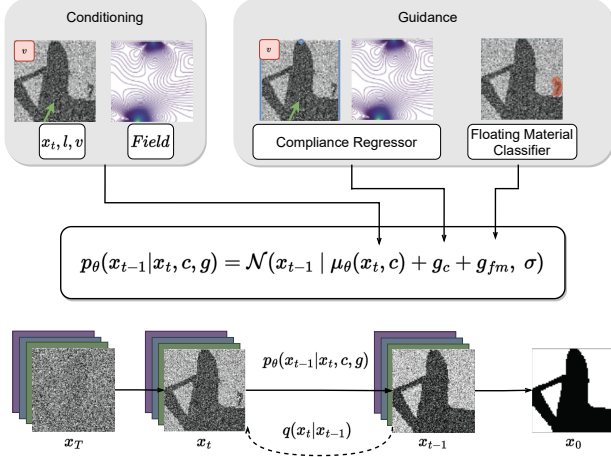 Conditioning
Guidance
v
v
x_t, l, v
Field
Compliance Regressor
Floating Material
Classifier
p_θ(x_{t-1}|x_t, c, g) = 𝒩(x_{t-1} | μ_θ(x_t, c) + g_c + g_{fm}, σ)
p_θ(x_{t-1}|x_t, c, g)
q(x_t|x_{t-1})
x_T
x_t
x_{t-1}
x_0